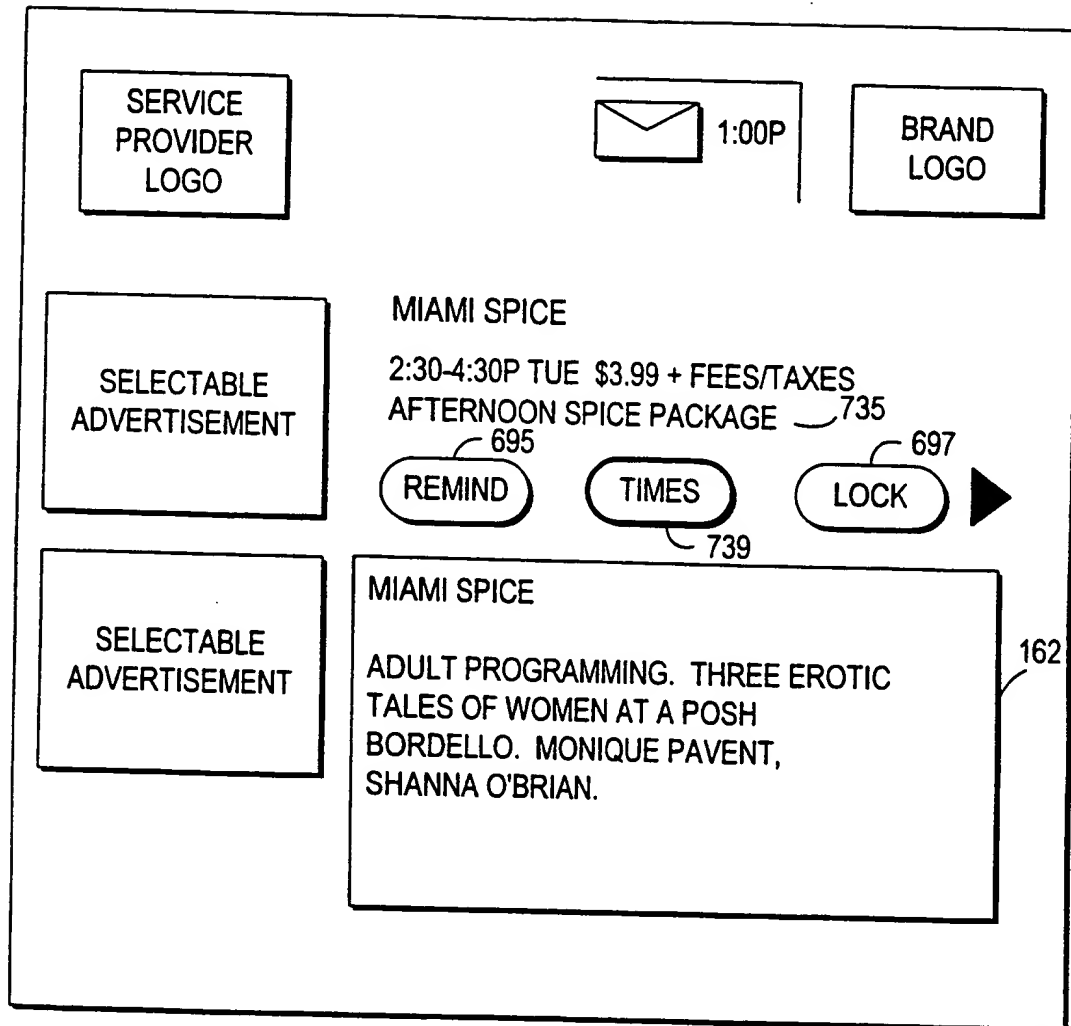 SERVICE
PROVIDER
LOGO
1:00P
BRAND
LOGO
SELECTABLE
ADVERTISEMENT
MIAMI SPICE
2:30-4:30P TUE $3.99 + FEES/TAXES
AFTERNOON SPICE PACKAGE 735
695
697
REMIND
TIMES
LOCK
739
SELECTABLE
ADVERTISEMENT
MIAMI SPICE
ADULT PROGRAMMING. THREE EROTIC
TALES OF WOMEN AT A POSH
BORDELLO. MONIQUE PAVENT,
SHANNA O'BRIAN.
162